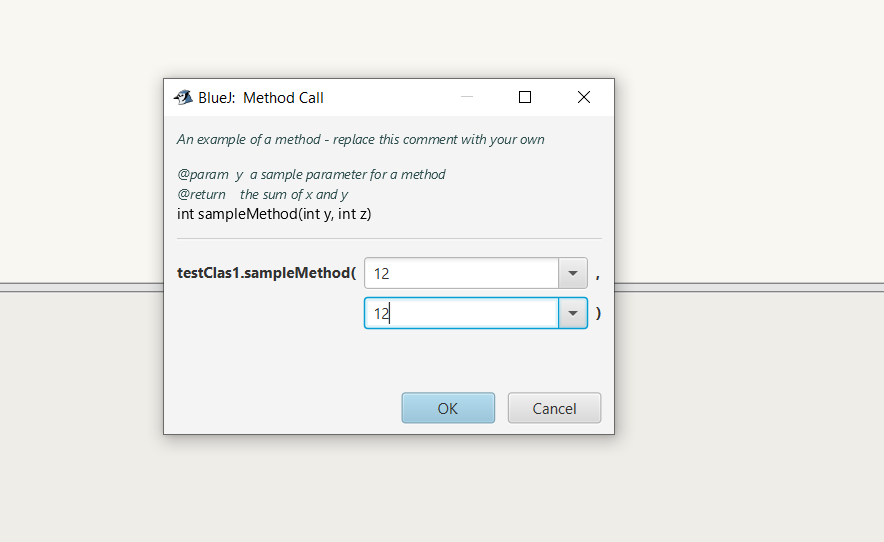 BlueJ:  Method Call
An example of a method - replace this comment with your own
@param  y  a sample parameter for a method
@return    the sum of x and y
int sampleMethod(int y, int z)
testClas1.sampleMethod( 12 ,
12 )
OK Cancel